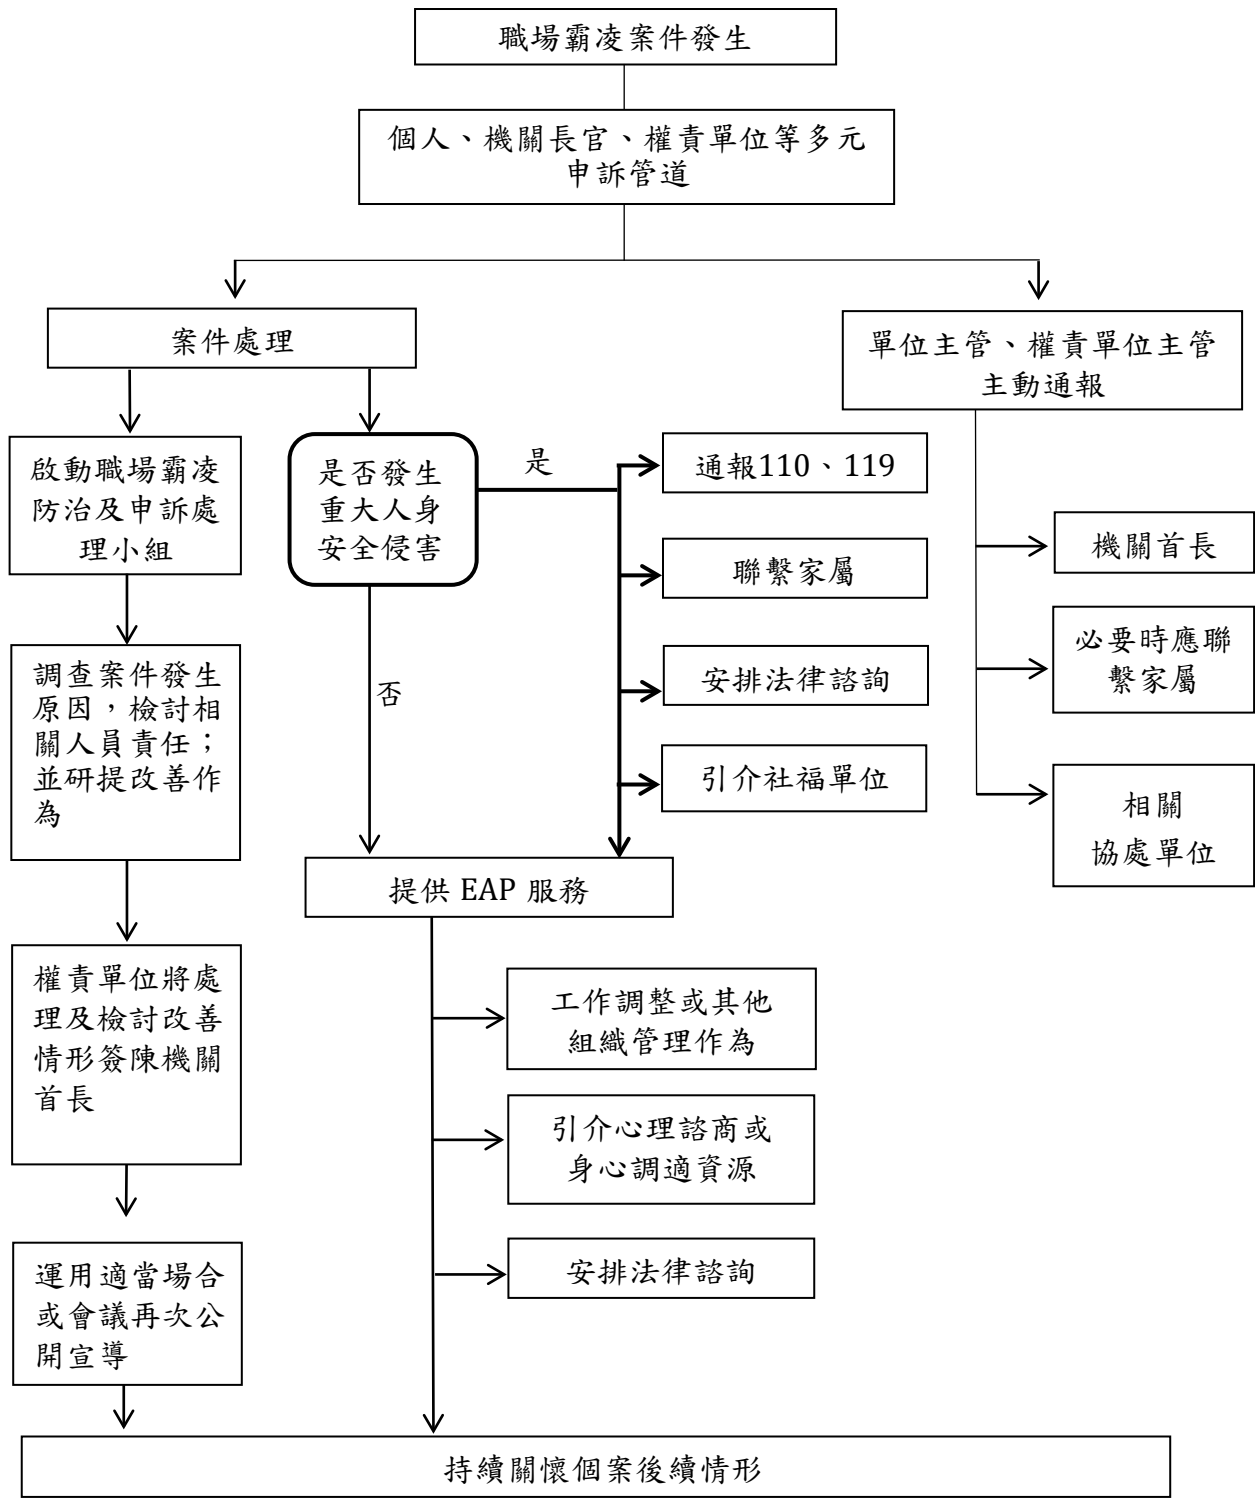 職場霸凌案件發生
個人、機關長官、權責單位等多元
申訴管道
案件處理
單位主管、權責單位主管
主動通報
啟動職場霸凌
防治及申訴處
理小組
是否發生
重大人身
安全侵害
是
通報110、119
聯繫家屬
安排法律諮詢
引介社福單位
機關首長
必要時應聯
繫家屬
相關
協處單位
否
調查案件發生
原因，檢討相
關人員責任；
並研提改善作
為
提供 EAP 服務
權責單位將處
理及檢討改善
情形簽陳機關
首長
工作調整或其他
組織管理作為
引介心理諮商或
身心調適資源
安排法律諮詢
運用適當場合
或會議再次公
開宣導
持續關懷個案後續情形